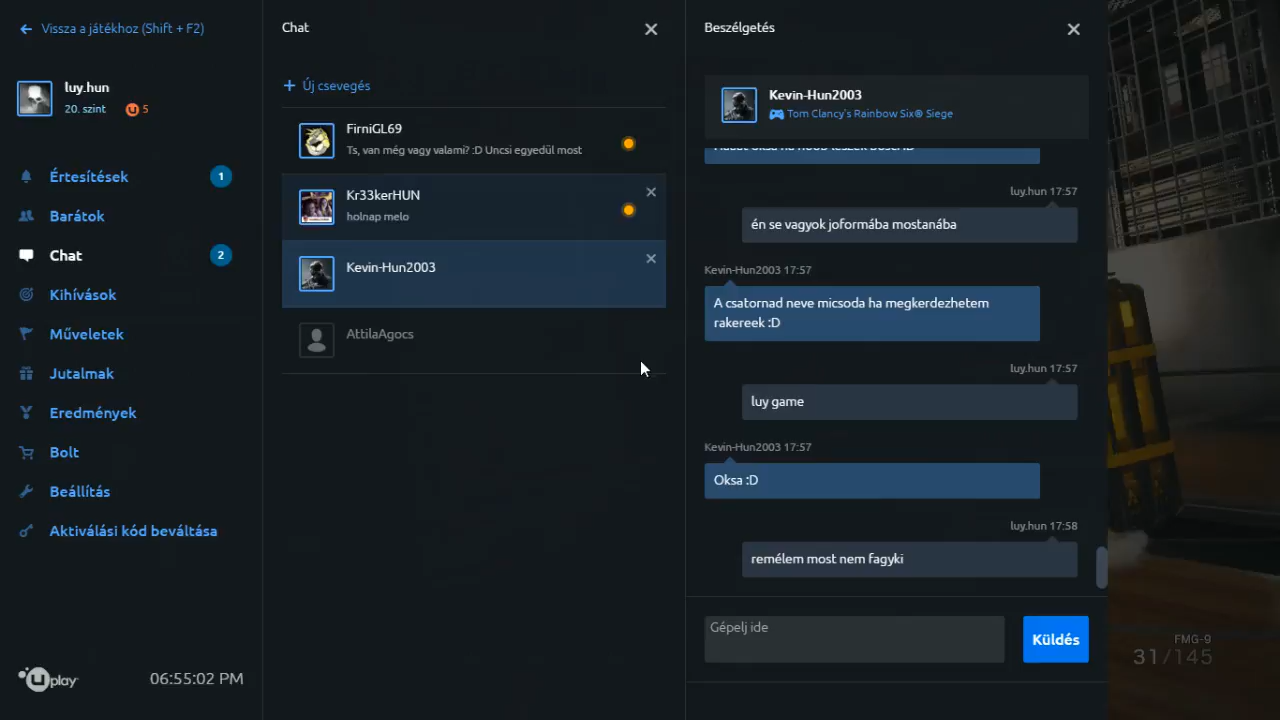 Vissza a játékhoz (Shift + F2)
luy.hun
20. szint
5
Értesítések
1
Barátok
Chat
2
Kihívások
Műveletek
Jutalmak
Eredmények
Bolt
Beállítás
Aktiválási kód beváltása
uplay
06:55:02 PM
Chat
Új csevegés
FirniGL69
Ts, van még vagy valami? :D Uncsi egyedül most
Kr33kerHUN
holnap melo
Kevin-Hun2003
AttilaAgocs
Beszélgetés
Kevin-Hun2003
Tom Clancy's Rainbow Six® Siege
luy.hun 17:57
én se vagyok joformába mostanába
Kevin-Hun2003 17:57
A csatornad neve micsoda ha megkerdezhetem
rakereek :D
luy.hun 17:57
luy game
Kevin-Hun2003 17:57
Oksa :D
luy.hun 17:58
remélem most nem fagyki
Gépelj ide
Küldés
FMG-9
31/145